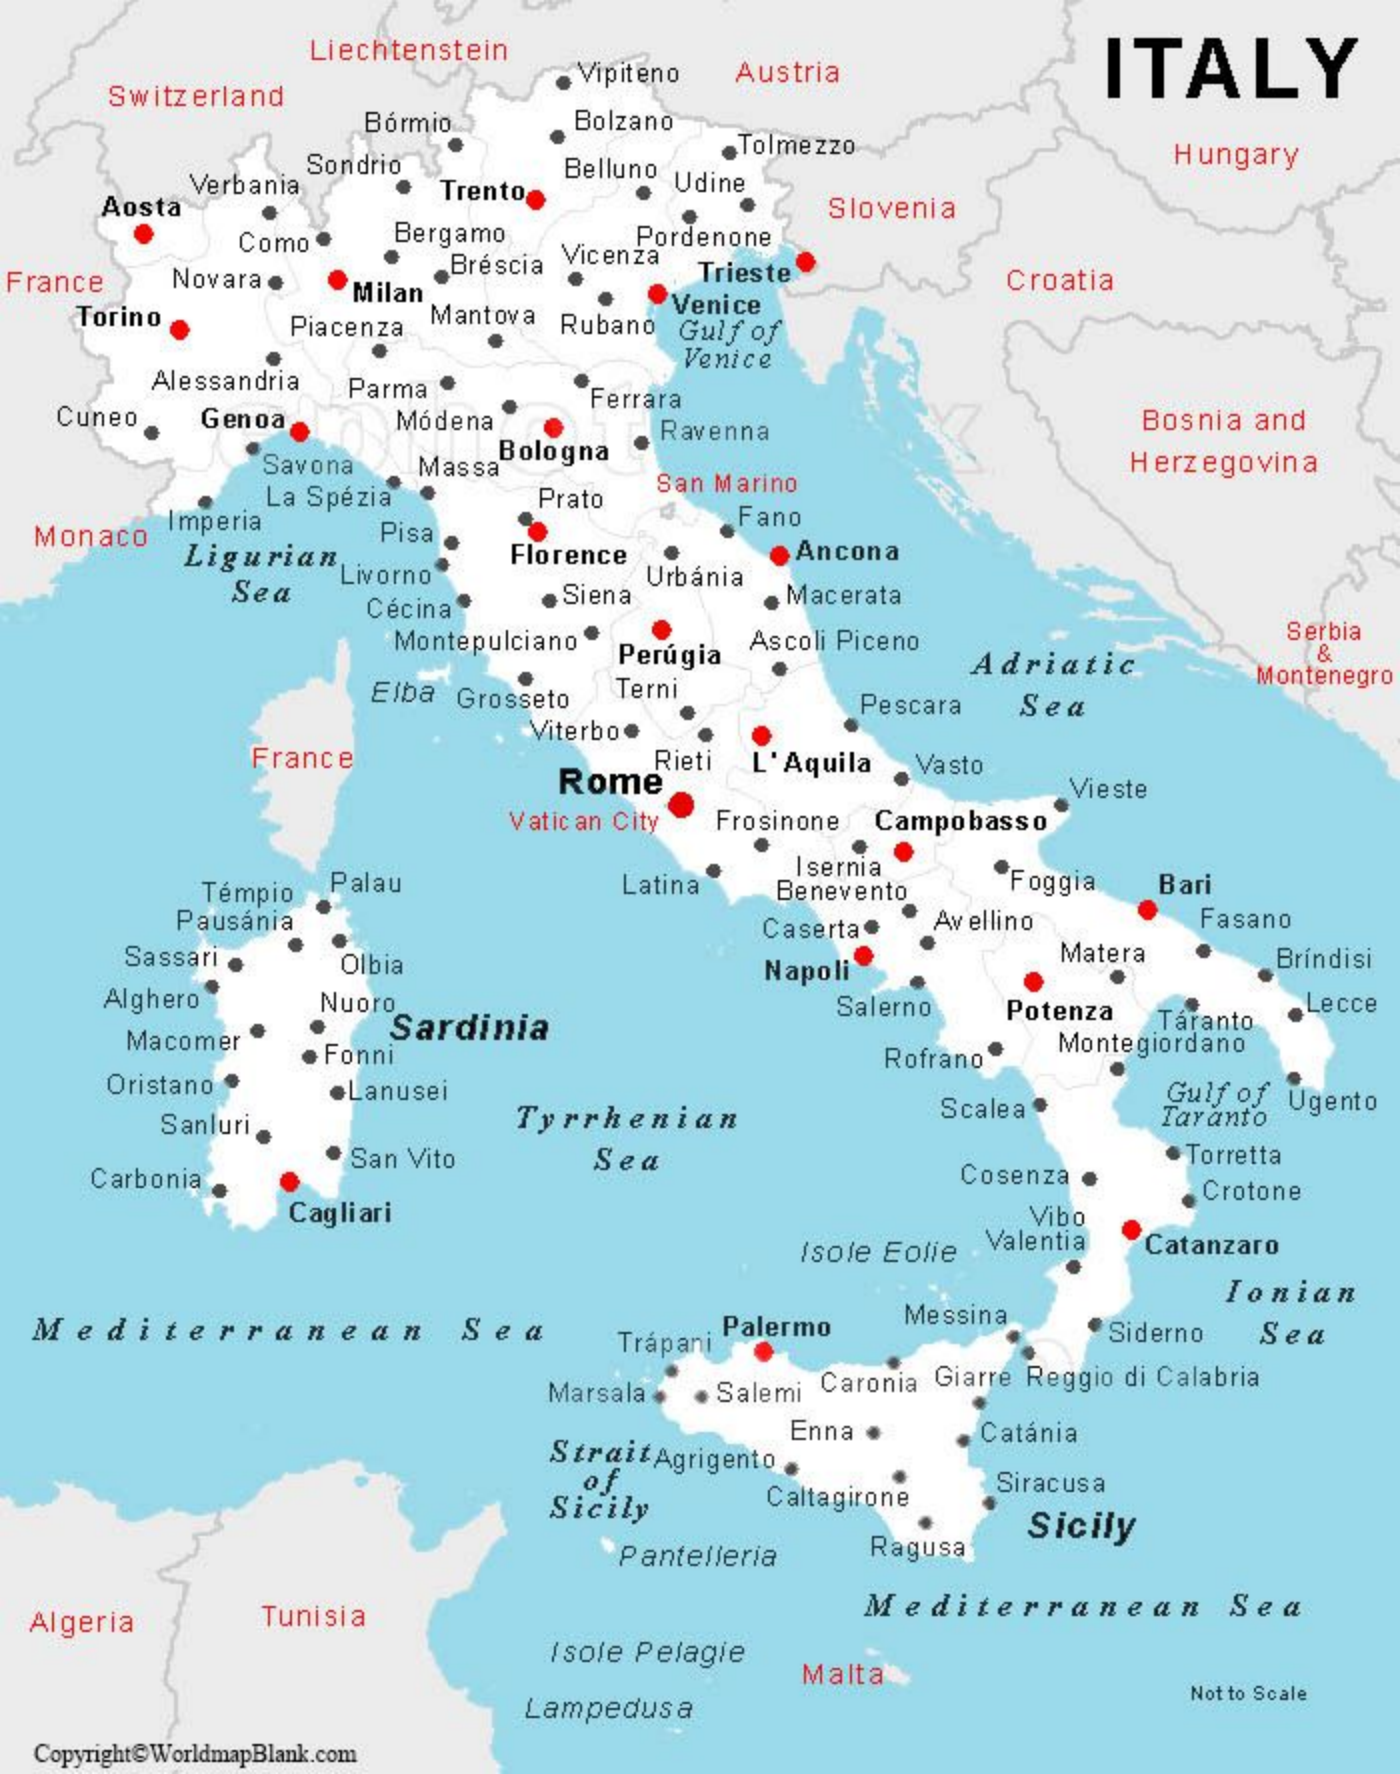 ITALY
Liechtenstein
Vipiteno
Austria
Switzerland
Bórmio
Bolzano
Tolmezzo
Hungary
Sondrio
Belluno
Verbania
Trento
Udine
Aosta
Slovenia
Como
Bergamo
Pordenone
Vicenza
Bréscia
Trieste
France
Novara
Croatia
Milan
Venice
Torino
Piacenza
Mantova
Rubano
Gulf of
Venice
Alessandria
Parma
Ferrara
Cuneo
Genoa
Módena
Bosnia and
Herzegovina
Ravenna
Bologna
Savona
Massa
San Marino
La Spézia
Prato
Imperia
Fano
Monaco
Pisa
Ligurian
Sea
Florence
Ancona
Livorno
Urbánia
Siena
Macerata
Cécina
Serbia
&
Montenegro
Montepulciano
Perúgia
Ascoli Piceno
Adriatic
Sea
Elba
Grosseto
Terni
Pescara
Viterbo
France
Rieti
L'Aquila
Vasto
Rome
Vieste
Vatican City
Frosinone
Campobasso
Isernia
Latina
Foggia
Bari
Témpio
Pausánia
Palau
Benevento
Avellino
Fasano
Caserta
Sassari
Olbia
Matera
Bríndisi
Napoli
Alghero
Nuoro
Salerno
Potenza
Lecce
Táranto
Sardinia
Macomer
Montegiordano
Fonni
Rofrano
Oristano
Lanusei
Gulf of
Taranto
Ugento
Scalea
Tyrrhenian
Sea
Sanluri
San Vito
Torretta
Carbonia
Cosenza
Crotone
Cagliari
Vibo
Valentia
Catanzaro
Isole Eolie
Ionian
Sea
Mediterranean Sea
Messina
Palermo
Siderno
Trápani
Marsala
Salemi
Caronia
Giarre
Reggio di Calabria
Enna
Catánia
Strait
of
Sicily
Agrigento
Caltagirone
Siracusa
Sicily
Ragusa
Pantelleria
Mediterranean Sea
Algeria
Tunisia
Isole Pelagie
Malta
Lampedusa
Not to Scale
Copyright©WorldmapBlank.com